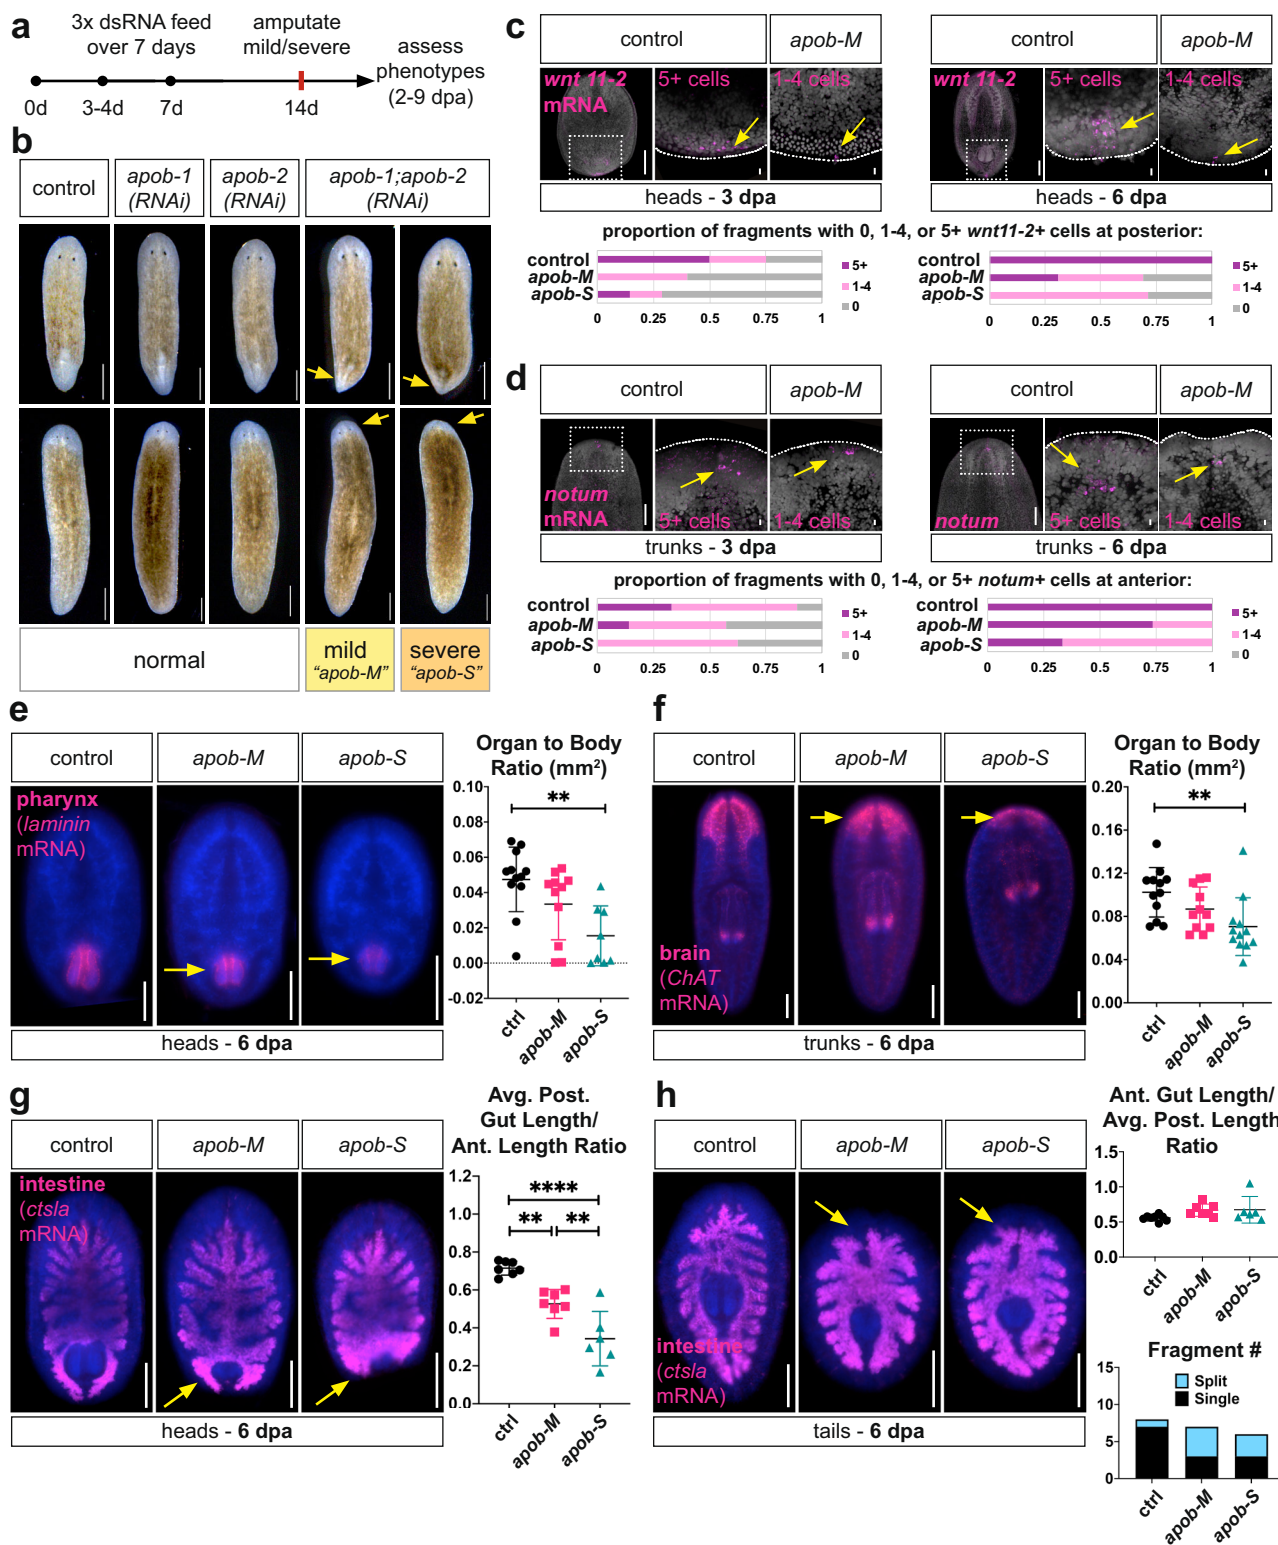 a
3x dsRNA feed
over 7 days
amputate
mild/severe
assess
phenotypes
(2-9 dpa)
0d
3-4d
7d
14d
b
control
apob-1
(RNAi)
apob-2
(RNAi)
apob-1;apob-2
(RNAi)
normal
mild
"apob-M"
severe
"apob-S"
c
control
apob-M
wnt 11-2
mRNA
5+ cells
1-4 cells
heads - 3 dpa
control
apob-M
wnt 11-2
5+ cells
1-4 cells
heads - 6 dpa
proportion of fragments with 0, 1-4, or 5+ wnt11-2+ cells at posterior:
control
apob-M
apob-S
0
0.25
0.5
0.75
1
5+
1-4
0
control
apob-M
apob-S
0
0.25
0.5
0.75
1
5+
1-4
0
d
control
apob-M
notum
mRNA
5+ cells
1-4 cells
trunks - 3 dpa
control
apob-M
notum
5+ cells
1-4 cells
trunks - 6 dpa
proportion of fragments with 0, 1-4, or 5+ notum+ cells at anterior:
control
apob-M
apob-S
0
0.25
0.5
0.75
1
5+
1-4
0
control
apob-M
apob-S
0
0.25
0.5
0.75
1
5+
1-4
0
e
control
apob-M
apob-S
pharynx
(laminin
mRNA)
heads - 6 dpa
Organ to Body
Ratio (mm²)
**
0.10
0.08
0.06
0.04
0.02
0.00
-0.02
ctrl
apob-M
apob-S
f
control
apob-M
apob-S
brain
(ChAT
mRNA)
trunks - 6 dpa
Organ to Body
Ratio (mm²)
**
0.20
0.16
0.12
0.08
0.04
0.00
ctrl
apob-M
apob-S
g
control
apob-M
apob-S
intestine
(ctsla
mRNA)
heads - 6 dpa
Avg. Post.
Gut Length/
Ant. Length Ratio
****
**
**
1.2
1.0
0.8
0.6
0.4
0.2
0.0
ctrl
apob-M
apob-S
h
control
apob-M
apob-S
intestine
(ctsla
mRNA)
tails - 6 dpa
Ant. Gut Length/
Avg. Post. Length
Ratio
1.5
1.0
0.5
0.0
ctrl
apob-M
apob-S
Fragment #
15
10
5
0
Split
Single
ctrl
apob-M
apob-S